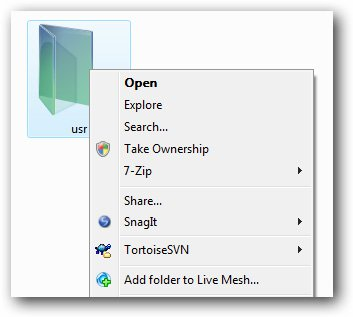 usr
Open
Explore
Search...
Take Ownership
7-Zip
Share...
SnagIt
TortoiseSVN
Add folder to Live Mesh...